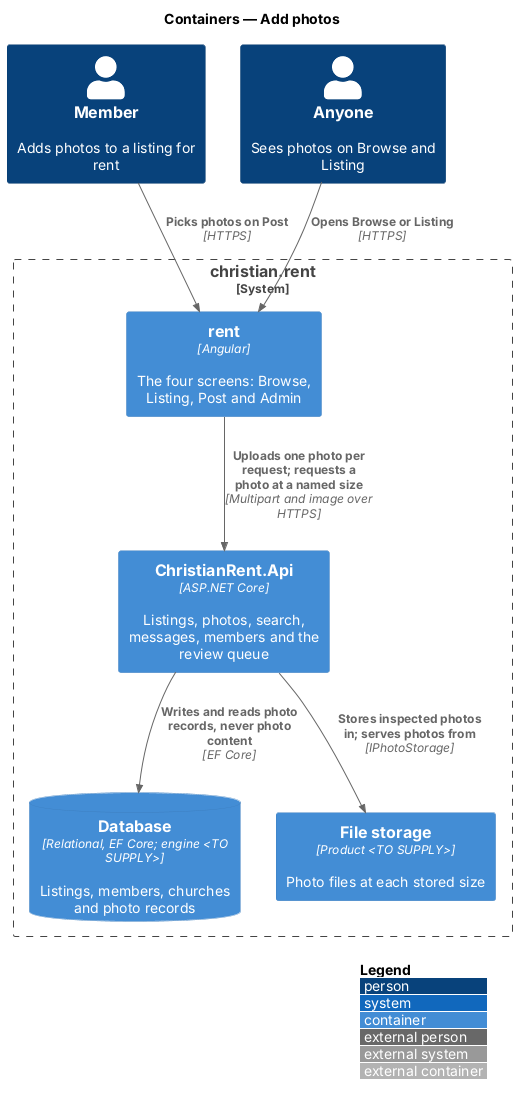 Containers — Add photos
Member
Adds photos to a listing for
rent
Anyone
Sees photos on Browse and
Listing
Picks photos on Post
[HTTPS]
Opens Browse or Listing
[HTTPS]
christian.rent
[System]
rent
[Angular]
The four screens: Browse,
Listing, Post and Admin
Uploads one photo per
request; requests a
photo at a named size
[Multipart and image over
HTTPS]
ChristianRent.Api
[ASP.NET Core]
Listings, photos, search,
messages, members and the
review queue
Writes and reads photo
records, never photo
content
[EF Core]
Stores inspected photos
in; serves photos from
[IPhotoStorage]
Database
[Relational, EF Core; engine <TO
SUPPLY>]
Listings, members, churches
and photo records
File storage
[Product <TO SUPPLY>]
Photo files at each stored size
Legend
person
system
container
external person
external system
external container